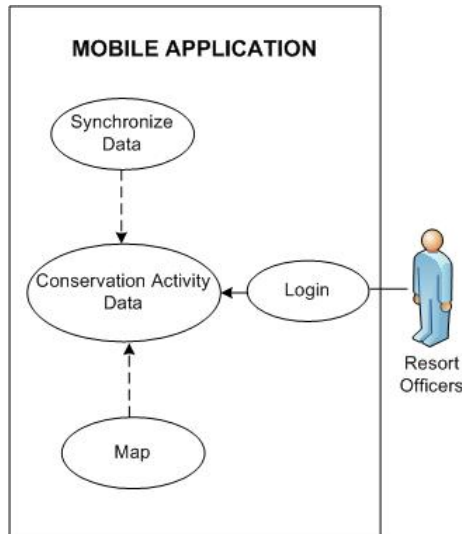 MOBILE APPLICATION
Synchronize
Data
Conservation Activity
Data
Login
Resort
Officers
Map